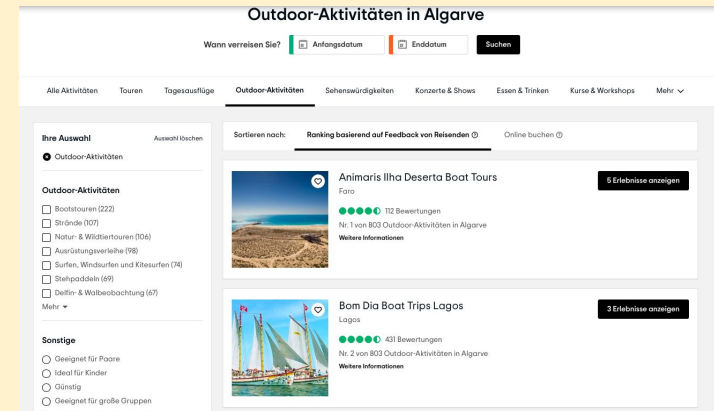 Outdoor-Aktivitäten in Algarve
Wann verreisen Sie?
Anfangsdatum
Enddatum
Suchen
Alle Aktivitäten
Touren
Tagesausflüge
Outdoor-Aktivitäten
Sehenswürdigkeiten
Konzerte & Shows
Essen & Trinken
Kurse & Workshops
Mehr
Ihre Auswahl
Auswahl löschen
Outdoor-Aktivitäten
Outdoor-Aktivitäten
Bootstouren (222)
Strände (107)
Natur- & Wildtiertouren (106)
Ausrüstungsverleihe (98)
Surfen, Windsurfen und Kitesurfen (74)
Stehpaddeln (69)
Delfin- & Walbeobachtung (67)
Mehr
Sonstige
Geeignet für Paare
Ideal für Kinder
Günstig
Geeignet für große Gruppen
Sortieren nach:
Ranking basierend auf Feedback von Reisenden
Online buchen
Animaris Ilha Deserta Boat Tours
Faro
112 Bewertungen
Nr. 1 von 803 Outdoor-Aktivitäten in Algarve
Weitere Informationen
5 Erlebnisse anzeigen
Bom Dia Boat Trips Lagos
Lagos
431 Bewertungen
Nr. 2 von 803 Outdoor-Aktivitäten in Algarve
Weitere Informationen
3 Erlebnisse anzeigen